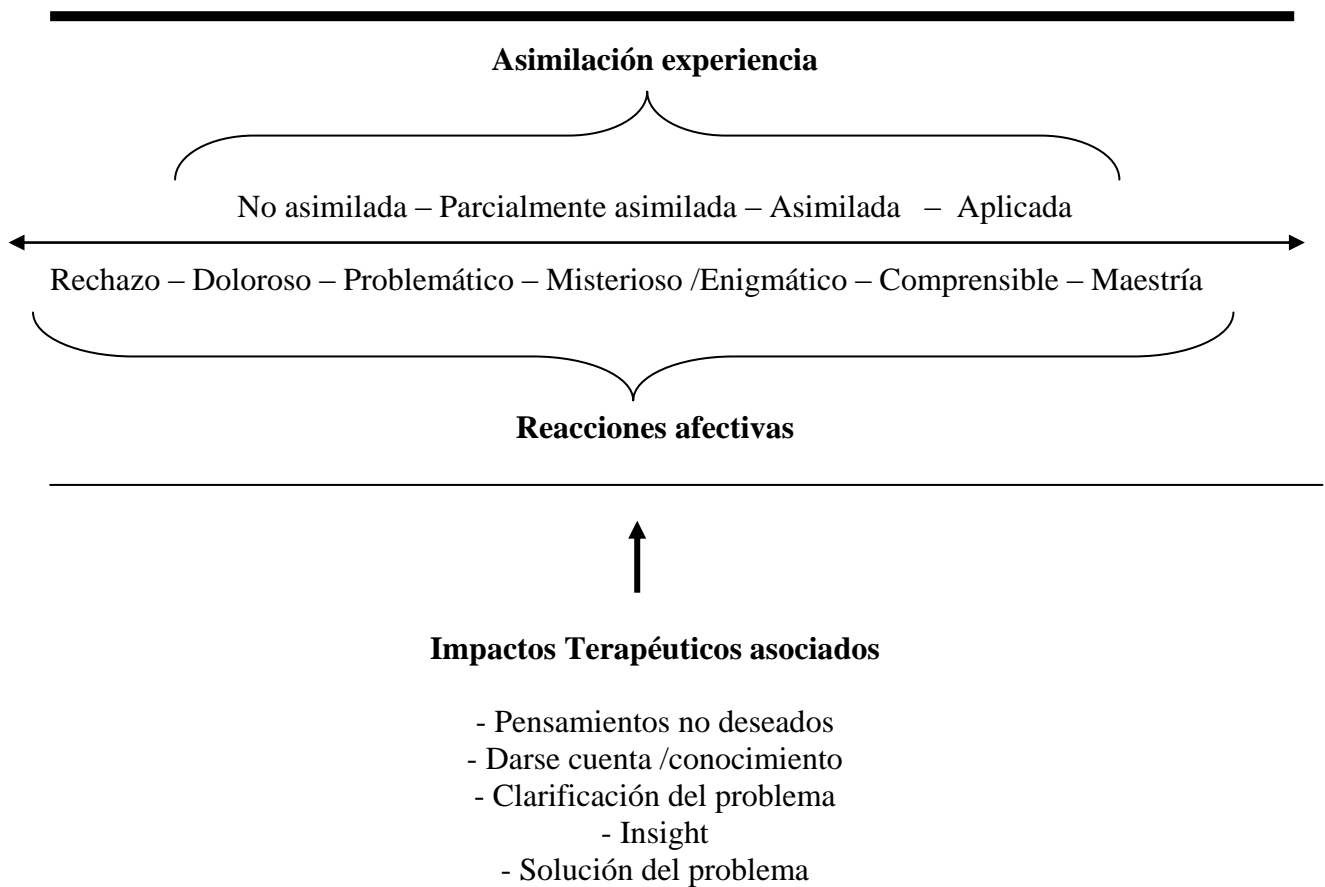 Asimilación experiencia
No asimilada – Parcialmente asimilada – Asimilada – Aplicada
Rechazo – Doloroso – Problemático – Misterioso /Enigmático – Comprensible – Maestría
Reacciones afectivas
Impactos Terapéuticos asociados
- Pensamientos no deseados
- Darse cuenta /conocimiento
- Clarificación del problema
- Insight
- Solución del problema